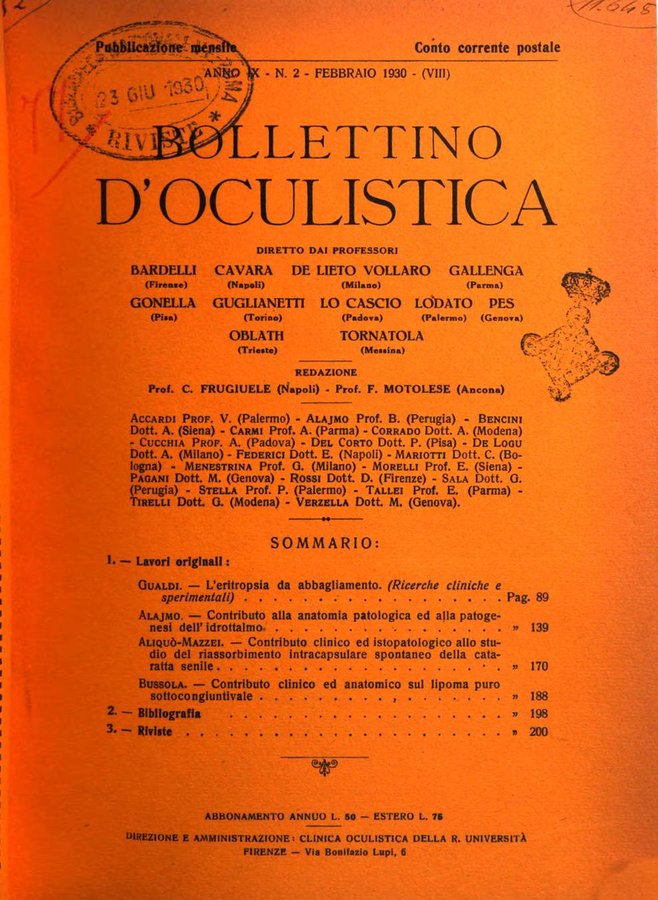 11.648
Pubblicazione mensile Conto corrente postale
ANNO IX - N. 2 - FEBBRAIO 1930 - (VIII)
23 GIU 1930
RIVISTE
BOLLETTINO
D'OCULISTICA
DIRETTO DAI PROFESSORI
BARDELLI CAVARA DE LIETO VOLLARO GALLENGA
(Firenze) (Napoli) (Milano) (Parma)
GONELLA GUGLIANETTI LO CASCIO LODATO PES
(Pisa) (Torino) (Padova) (Palermo) (Genova)
OBLATH TORNATOLA
(Trieste) (Messina)
REDAZIONE
Prof. C. FRUGIUELE (Napoli) - Prof. F. MOTOLESE (Ancona)
ACCARDI PROF. V. (Palermo) - ALAJMO Prof. B. (Perugia) - BENCINI
Dott. A. (Siena) - CARMI Prof. A. (Parma) - CORRADO Dott. A. (Modena)
- CUCCHIA PROF. A. (Padova) - DEL CORTO Dott. P. (Pisa) - DE LOGU
Dott. A. (Milano) - FEDERICI Dott. E. (Napoli) - MARIOTTI Dott. C. (Bo-
logna) - MENESTRINA Prof. G. (Milano) - MORELLI Prof. E. (Siena) -
PAGANI Dott. M. (Genova) - ROSSI Dott. D. (Firenze) - SALA Dott. G.
(Perugia) - STELLA Prof. P. (Palermo) - TALLEI Prof. E. (Parma) -
TIRELLI Dott. G. (Modena) - VERZELLA Dott. M. (Genova).
SOMMARIO:
1. — Lavori originali :
GUALDI. — L'eritropsia da abbagliamento. (Ricerche cliniche e
sperimentali) . . . . . . . . . . . . . . . . . . Pag. 89
ALAJMO. — Contributo alla anatomia patologica ed alla patoge-
nesi dell'idrottalmo. . . . . . . . . . . . . . . . . . » 139
ALIQUÒ-MAZZEI. — Contributo clinico ed istopatologico allo stu-
dio del riassorbimento intracapsulare spontaneo della cata-
ratta senile . . . . . . . . . . . . . . . . . . . . » 170
BUSSOLA. — Contributo clinico ed anatomico sul lipoma puro
sottocongiuntivale . . . . . . . . . . . . . . . . . » 188
2. — Bibliografia . . . . . . . . . . . . . . . . . . . » 198
3. — Riviste . . . . . . . . . . . . . . . . . . . . . » 200
ABBONAMENTO ANNUO L. 50 — ESTERO L. 75
DIREZIONE E AMMINISTRAZIONE: CLINICA OCULISTICA DELLA R. UNIVERSITÀ
FIRENZE - Via Bonifazio Lupi, 6